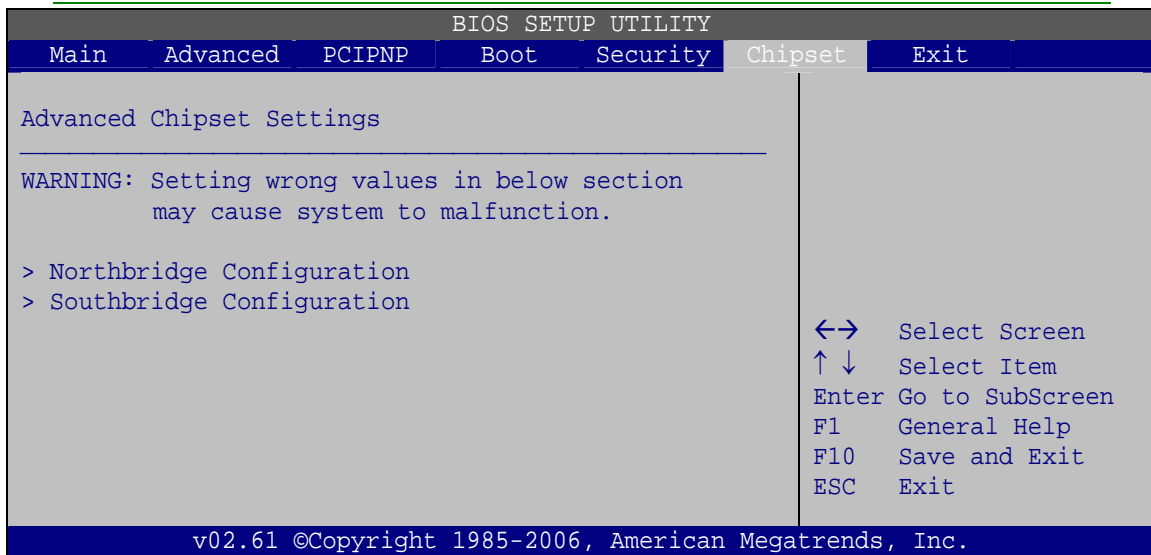 BIOS SETUP UTILITY
Main Advanced PCIPNP Boot Security Chipset Exit
Advanced Chipset Settings
WARNING: Setting wrong values in below section
may cause system to malfunction.
> Northbridge Configuration
> Southbridge Configuration
←→ Select Screen
↑ ↓ Select Item
Enter Go to SubScreen
F1 General Help
F10 Save and Exit
ESC Exit
v02.61 ©Copyright 1985-2006, American Megatrends, Inc.